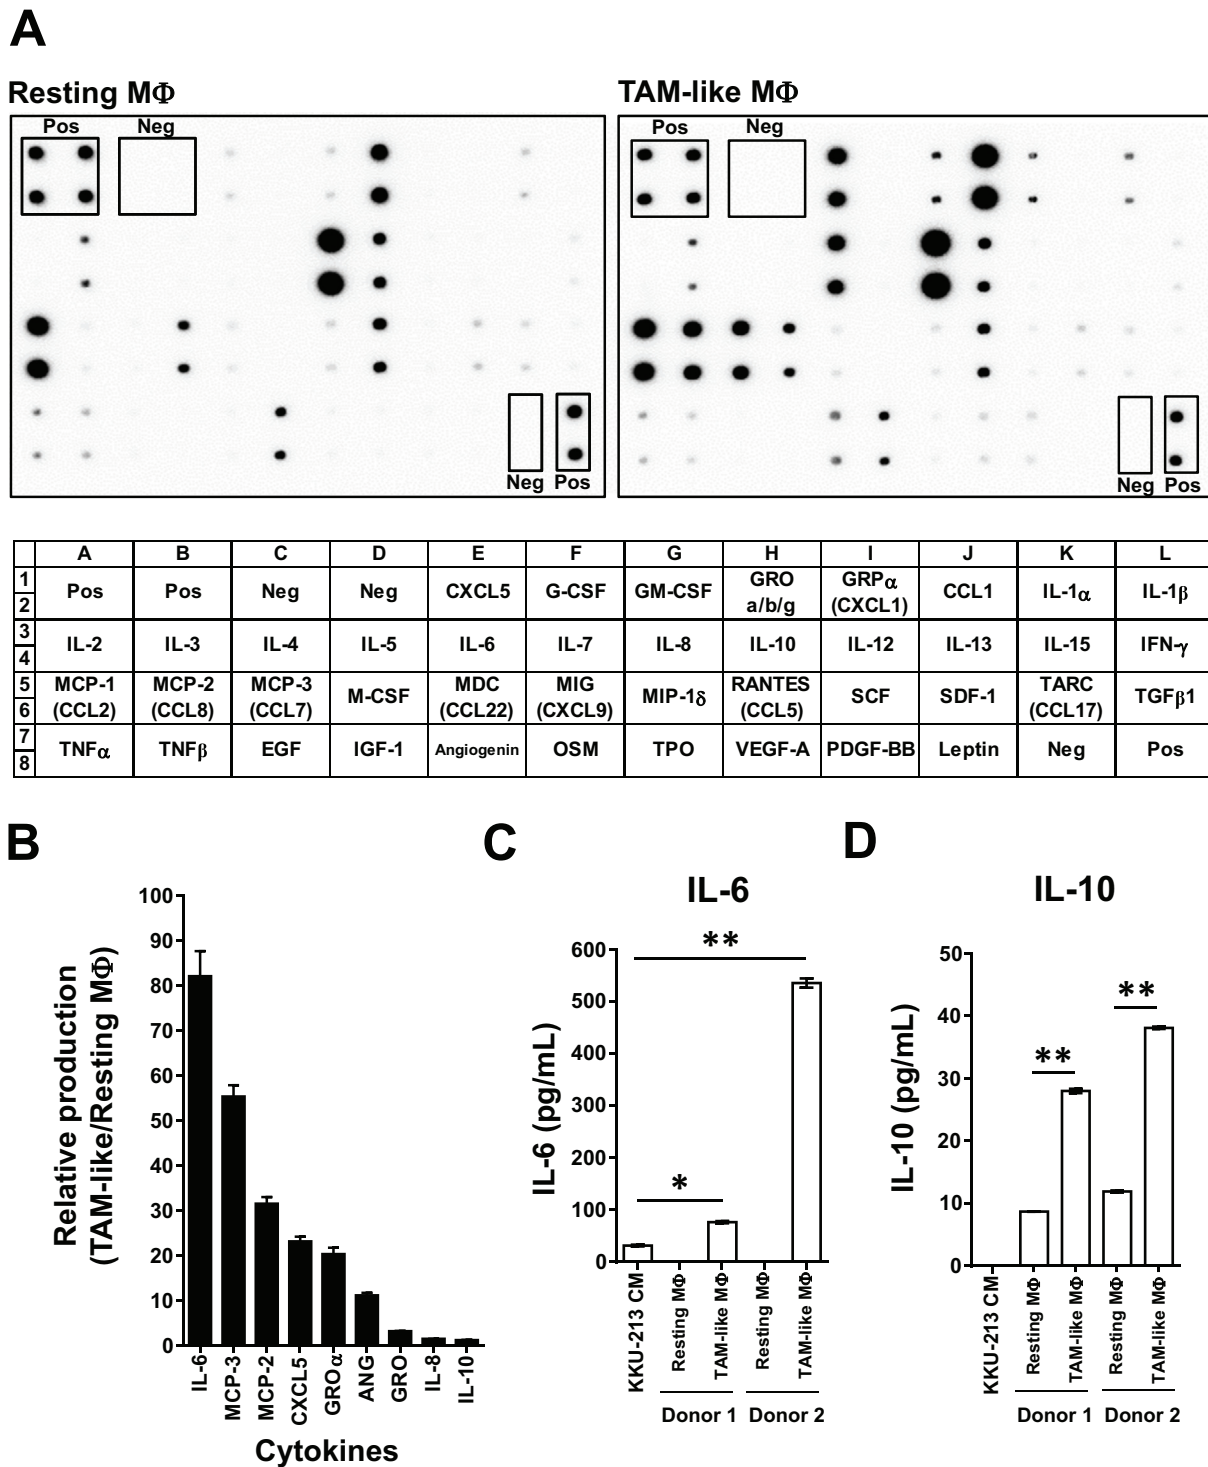 A
Resting MΦ
TAM-like MΦ
Pos Neg
Pos Neg
Neg Pos
Neg Pos
A B C D E F G H I J K L
1 2 Pos Pos Neg Neg CXCL5 G-CSF GM-CSF GRO a/b/g GRPα (CXCL1) CCL1 IL-1α IL-1β
3 4 IL-2 IL-3 IL-4 IL-5 IL-6 IL-7 IL-8 IL-10 IL-12 IL-13 IL-15 IFN-γ
5 6 MCP-1 (CCL2) MCP-2 (CCL8) MCP-3 (CCL7) M-CSF MDC (CCL22) MIG (CXCL9) MIP-1δ RANTES (CCL5) SCF SDF-1 TARC (CCL17) TGFβ1
7 8 TNFα TNFβ EGF IGF-1 Angiogenin OSM TPO VEGF-A PDGF-BB Leptin Neg Pos
B
Relative production
(TAM-like/Resting MΦ)
100
90
80
70
60
50
40
30
20
10
0
IL-6 MCP-3 MCP-2 CXCL5 GROα ANG GRO IL-8 IL-10
Cytokines
C
IL-6
IL-6 (pg/mL)
600
500
400
300
200
100
0
**
*
KKU-213 CM Resting MΦ TAM-like MΦ Resting MΦ TAM-like MΦ
Donor 1 Donor 2
D
IL-10
IL-10 (pg/mL)
50
40
30
20
10
0
**
**
KKU-213 CM Resting MΦ TAM-like MΦ Resting MΦ TAM-like MΦ
Donor 1 Donor 2